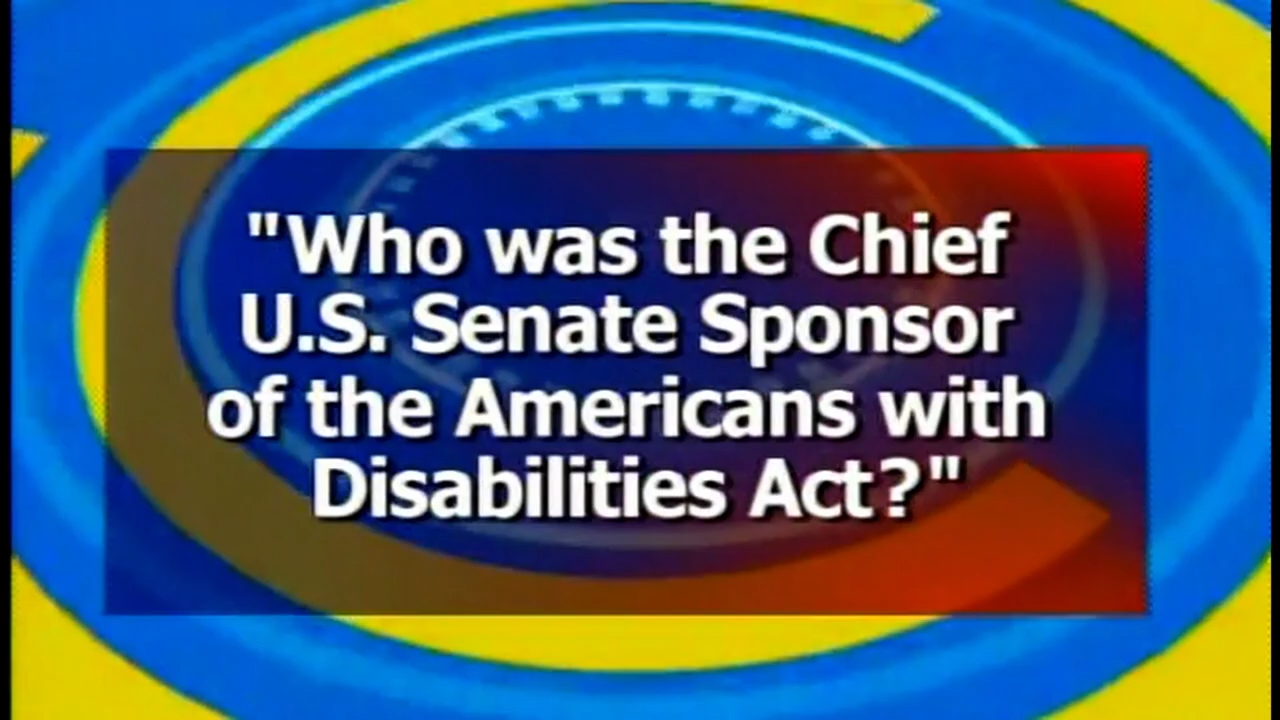 "Who was the Chief
U.S. Senate Sponsor
of the Americans with
Disabilities Act?"